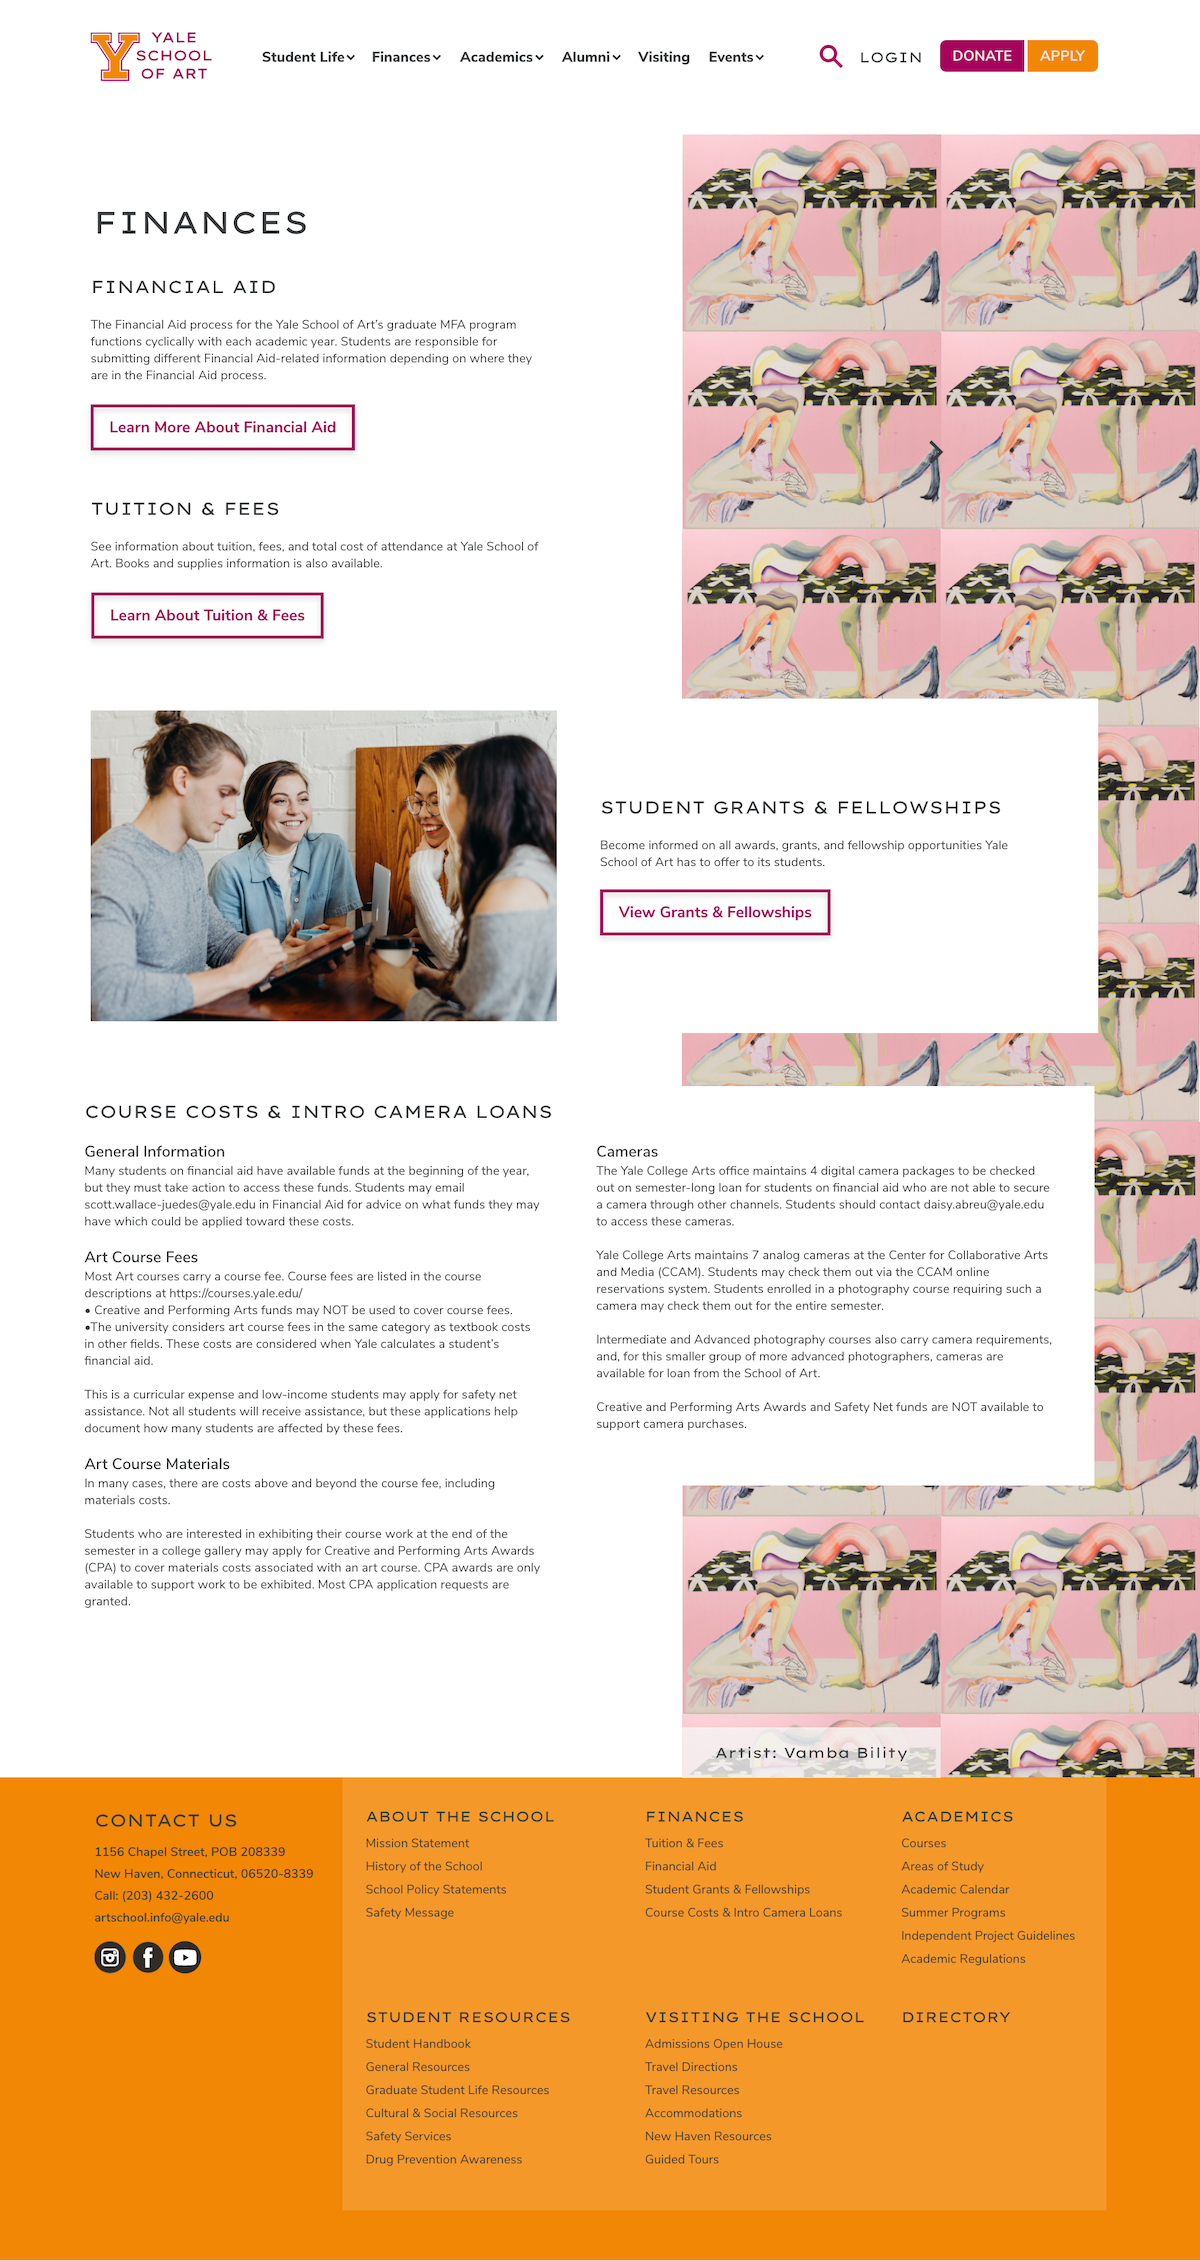 YALE
SCHOOL
OF ART
Student Life
Finances
Academics
Alumni
Visiting
Events
LOGIN
DONATE
APPLY
FINANCES
FINANCIAL AID
The Financial Aid process for the Yale School of Art's graduate MFA program
functions cyclically with each academic year. Students are responsible for
submitting different Financial Aid-related information depending on where they
are in the Financial Aid process.
Learn More About Financial Aid
TUITION & FEES
See information about tuition, fees, and total cost of attendance at Yale School of
Art. Books and supplies information is also available.
Learn About Tuition & Fees
STUDENT GRANTS & FELLOWSHIPS
Become informed on all awards, grants, and fellowship opportunities Yale
School of Art has to offer to its students.
View Grants & Fellowships
COURSE COSTS & INTRO CAMERA LOANS
General Information
Many students on financial aid have available funds at the beginning of the year,
but they must take action to access these funds. Students may email
scott.wallace-juedes@yale.edu in Financial Aid for advice on what funds they may
have which could be applied toward these costs.
Art Course Fees
Most Art courses carry a course fee. Course fees are listed in the course
descriptions at https://courses.yale.edu/
• Creative and Performing Arts funds may NOT be used to cover course fees.
•The university considers art course fees in the same category as textbook costs
in other fields. These costs are considered when Yale calculates a student's
financial aid.
This is a curricular expense and low-income students may apply for safety net
assistance. Not all students will receive assistance, but these applications help
document how many students are affected by these fees.
Art Course Materials
In many cases, there are costs above and beyond the course fee, including
materials costs.
Students who are interested in exhibiting their course work at the end of the
semester in a college gallery may apply for Creative and Performing Arts Awards
(CPA) to cover materials costs associated with an art course. CPA awards are only
available to support work to be exhibited. Most CPA application requests are
granted.
Cameras
The Yale College Arts office maintains 4 digital camera packages to be checked
out on semester-long loan for students on financial aid who are not able to secure
a camera through other channels. Students should contact daisy.abreu@yale.edu
to access these cameras.
Yale College Arts maintains 7 analog cameras at the Center for Collaborative Arts
and Media (CCAM). Students may check them out via the CCAM online
reservations system. Students enrolled in a photography course requiring such a
camera may check them out for the entire semester.
Intermediate and Advanced photography courses also carry camera requirements,
and, for this smaller group of more advanced photographers, cameras are
available for loan from the School of Art.
Creative and Performing Arts Awards and Safety Net funds are NOT available to
support camera purchases.
Artist: Vamba Bility
CONTACT US
1156 Chapel Street, POB 208339
New Haven, Connecticut, 06520-8339
Call: (203) 432-2600
artschool.info@yale.edu
ABOUT THE SCHOOL
Mission Statement
History of the School
School Policy Statements
Safety Message
FINANCES
Tuition & Fees
Financial Aid
Student Grants & Fellowships
Course Costs & Intro Camera Loans
ACADEMICS
Courses
Areas of Study
Academic Calendar
Summer Programs
Independent Project Guidelines
Academic Regulations
STUDENT RESOURCES
Student Handbook
General Resources
Graduate Student Life Resources
Cultural & Social Resources
Safety Services
Drug Prevention Awareness
VISITING THE SCHOOL
Admissions Open House
Travel Directions
Travel Resources
Accommodations
New Haven Resources
Guided Tours
DIRECTORY